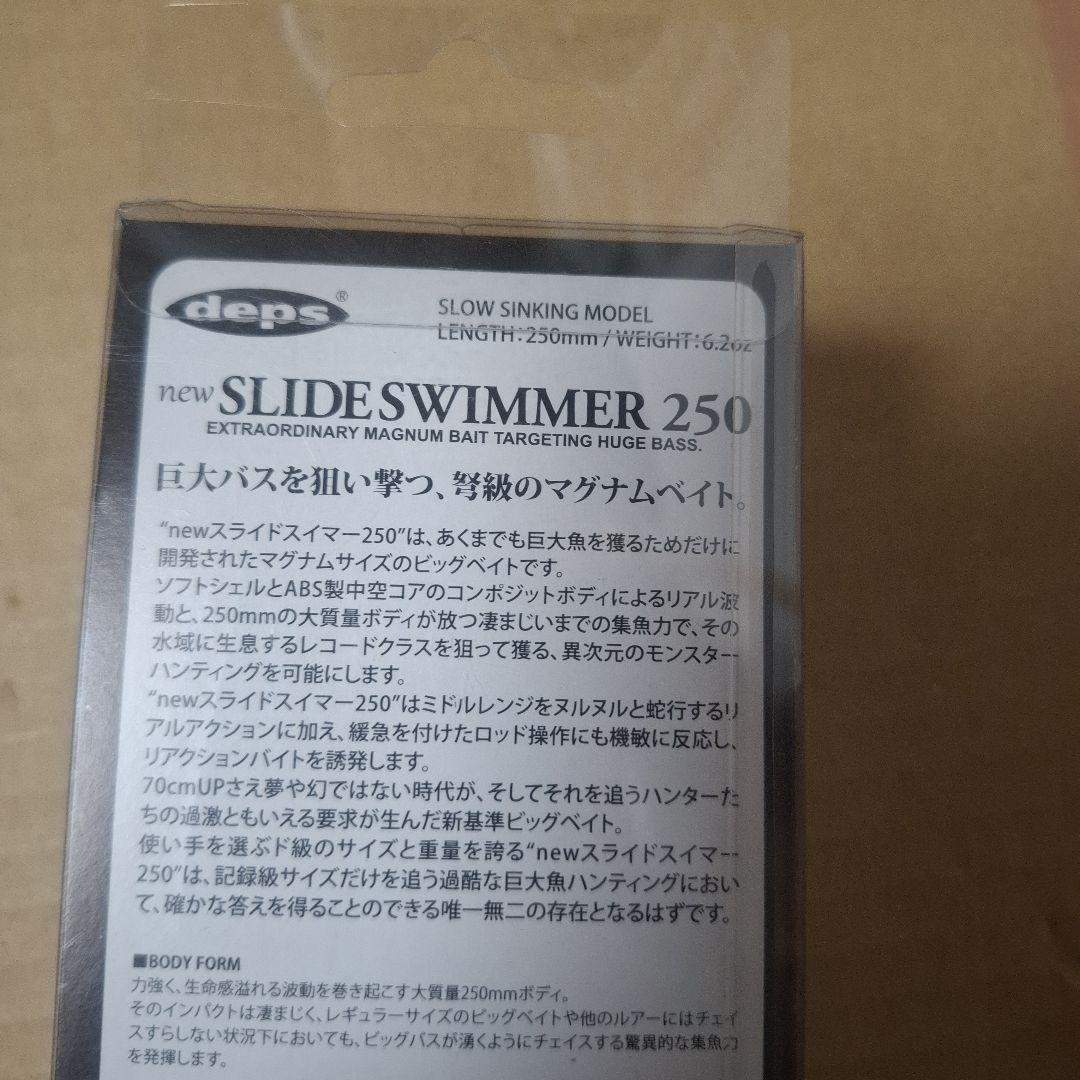 deps®
SLOW SINKING MODEL
LENGTH:250mm / WEIGHT:6.2oz
new SLIDESWIMMER 250
EXTRAORDINARY MAGNUM BAIT TARGETING HUGE BASS.
巨大バスを狙い撃つ、弩級のマグナムベイト。
“newスライドスイマー250”は、あくまでも巨大魚を獲るためだけに
開発されたマグナムサイズのビッグベイトです。
ソフトシェルとABS製中空コアのコンポジットボディによるリアル波
動と、250mmの大質量ボディが放つ凄まじいまでの集魚力で、その
水域に生息するレコードクラスを狙って獲る、異次元のモンスター
ハンティングを可能にします。
“newスライドスイマー250”はミドルレンジをヌルヌルと蛇行するリ
アルアクションに加え、緩急を付けたロッド操作にも機敏に反応し、
リアクションバイトを誘発します。
70cmUPさえ夢や幻ではない時代が、そしてそれを追うハンターた
ちの過激ともいえる要求が生んだ新基準ビッグベイト。
使い手を選ぶド級のサイズと重量を誇る“newスライドスイマー
250”は、記録級サイズだけを追う過酷な巨大魚ハンティングにおい
て、確かな答えを得ることのできる唯一無二の存在となるはずです。
■BODY FORM
力強く、生命感溢れる波動を巻き起こす大質量250mmボディ。
そのインパクトは凄まじく、レギュラーサイズのビッグベイトや他のルアーにはチェイ
スすらしない状況下においても、ビッグバスが湧くようにチェイスする驚異的な集魚力
を発揮します。